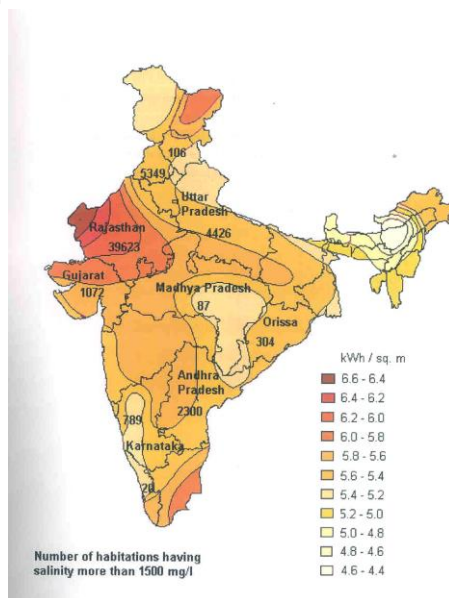 106
5349
Uttar
Pradesh
Rajasthan
4426
39623
Gujarat
1072
Madhya Pradesh
87
Orissa
304
Andhra
Pradesh
2300
789
Karnataka
kWh / sq. m
6.6 - 6.4
6.4 - 6.2
6.2 - 6.0
6.0 - 5.8
5.8 - 5.6
5.6 - 5.4
5.4 - 5.2
5.2 - 5.0
5.0 - 4.8
4.8 - 4.6
4.6 - 4.4
Number of habitations having
salinity more than 1500 mg/l